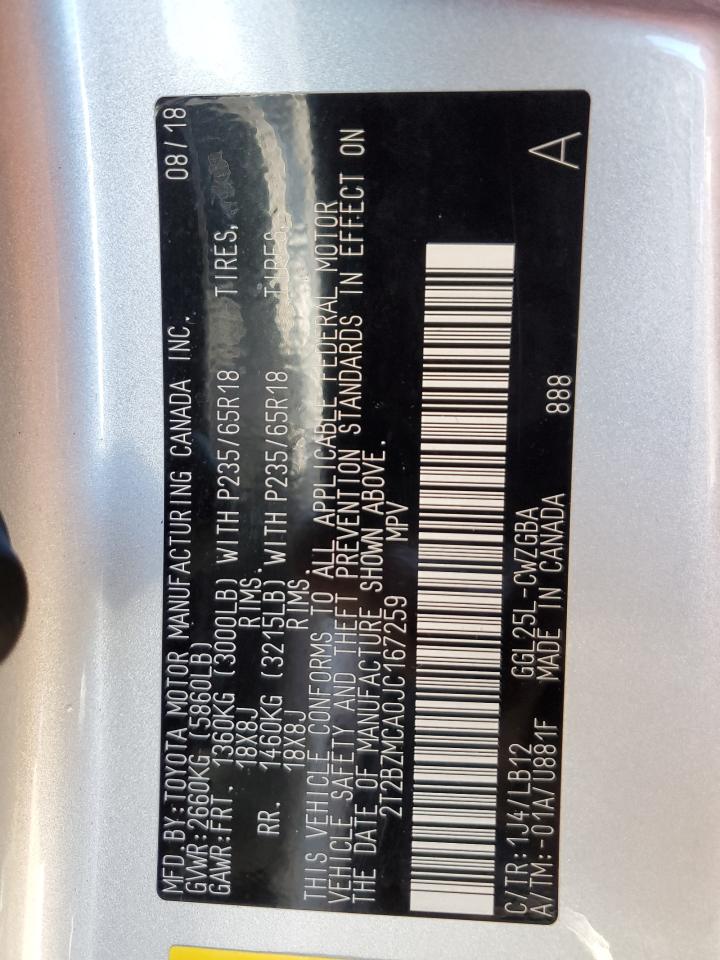 MFD BY:TOYOTA MOTOR MANUFACTURING CANADA INC. 08/18
GVWR:2660KG (5860LB)
GAWR:FRT. 1360KG (3000LB) WITH P235/65R18 TIRES,
18X8J RIMS.
RR. 1460KG (3215LB) WITH P235/65R18 TIRES,
18X8J RIMS.
THIS VEHICLE CONFORMS TO ALL APPLICABLE FEDERAL MOTOR
VEHICLE SAFETY AND THEFT PREVENTION STANDARDS IN EFFECT ON
THE DATE OF MANUFACTURE SHOWN ABOVE.
2T2BZMCA0JC167259 MPV
C/TR:1J4/LB12 GGL25L-CWZGBA
A/TM:-01A/U881F MADE IN CANADA 888 A